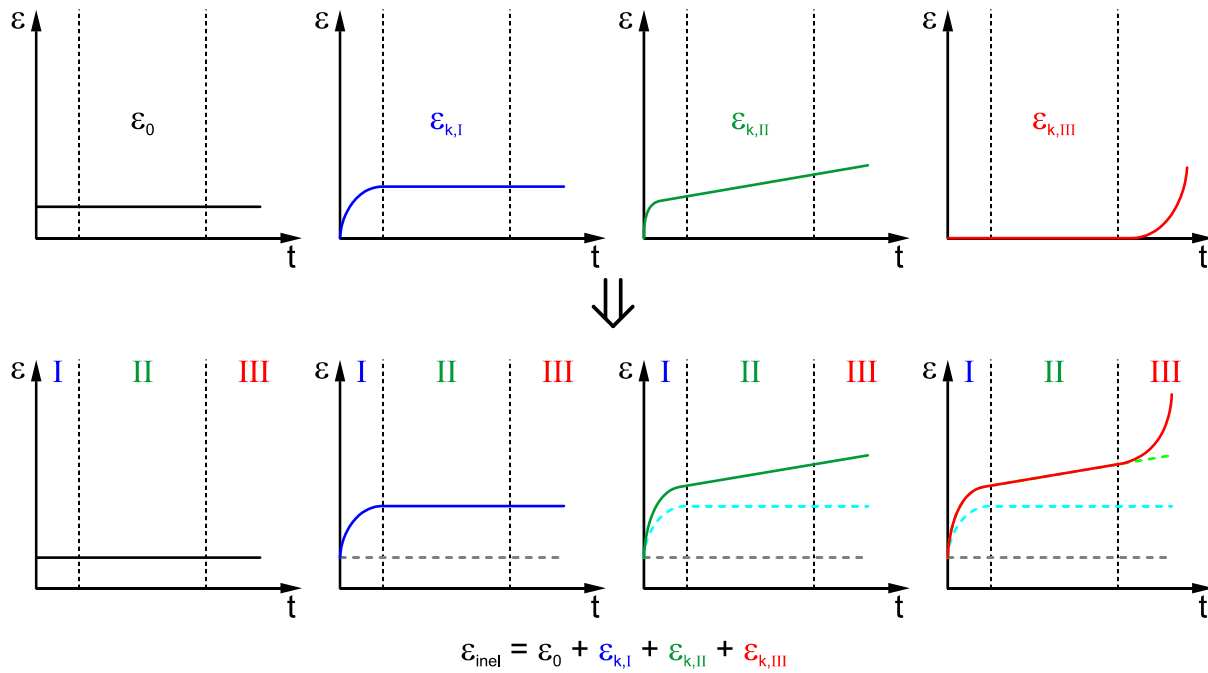 ε ε ε ε
ε₀ εk,I εk,II εk,III
t t t t
⇓
ε I II III ε I II III ε I II III ε I II III
t t t t
εinel = ε₀ + εk,I + εk,II + εk,III